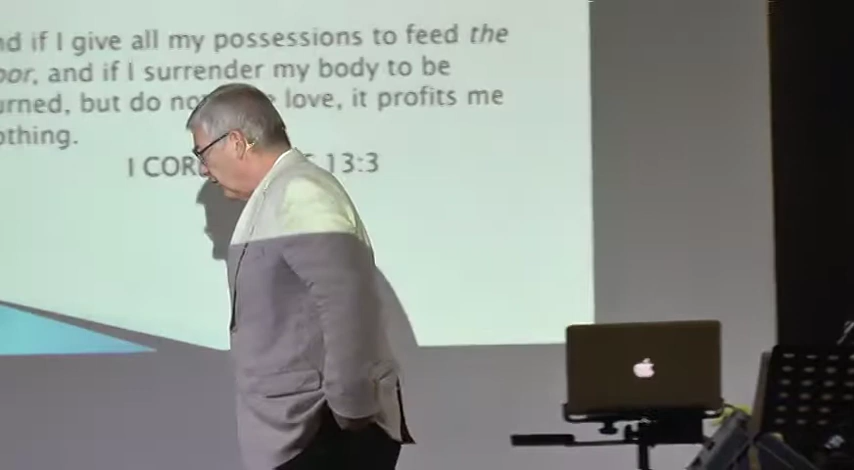 nd if I give all my possessions to feed the
oor, and if I surrender my body to be
urned, but do no love, it profits me
othing.
I COR 13:3